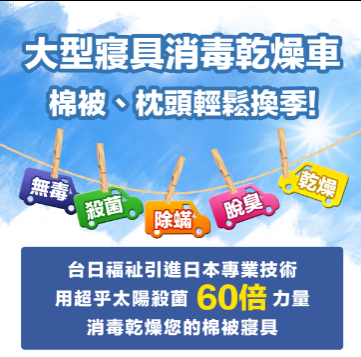 大型寢具消毒乾燥車
棉被、枕頭輕鬆換季!
無毒
殺菌
除蟎
脫臭
乾燥
台日福祉引進日本專業技術
用超乎太陽殺菌 60倍 力量
消毒乾燥您的棉被寢具